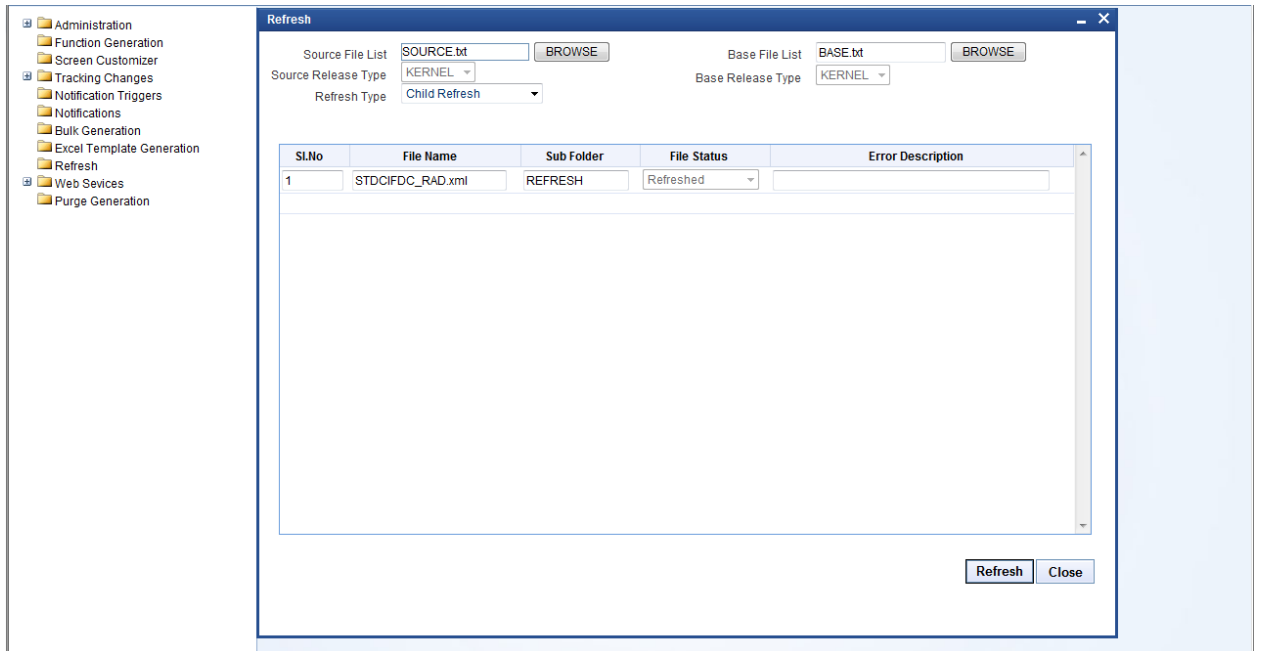 Administration
Function Generation
Screen Customizer
Tracking Changes
Notification Triggers
Notifications
Bulk Generation
Excel Template Generation
Refresh
Web Sevices
Purge Generation
Refresh
Source File List SOURCE.txt BROWSE Base File List BASE.txt BROWSE
Source Release Type KERNEL Base Release Type KERNEL
Refresh Type Child Refresh
Sl.No File Name Sub Folder File Status Error Description
1 STDCIFDC_RAD.xml REFRESH Refreshed
Refresh Close